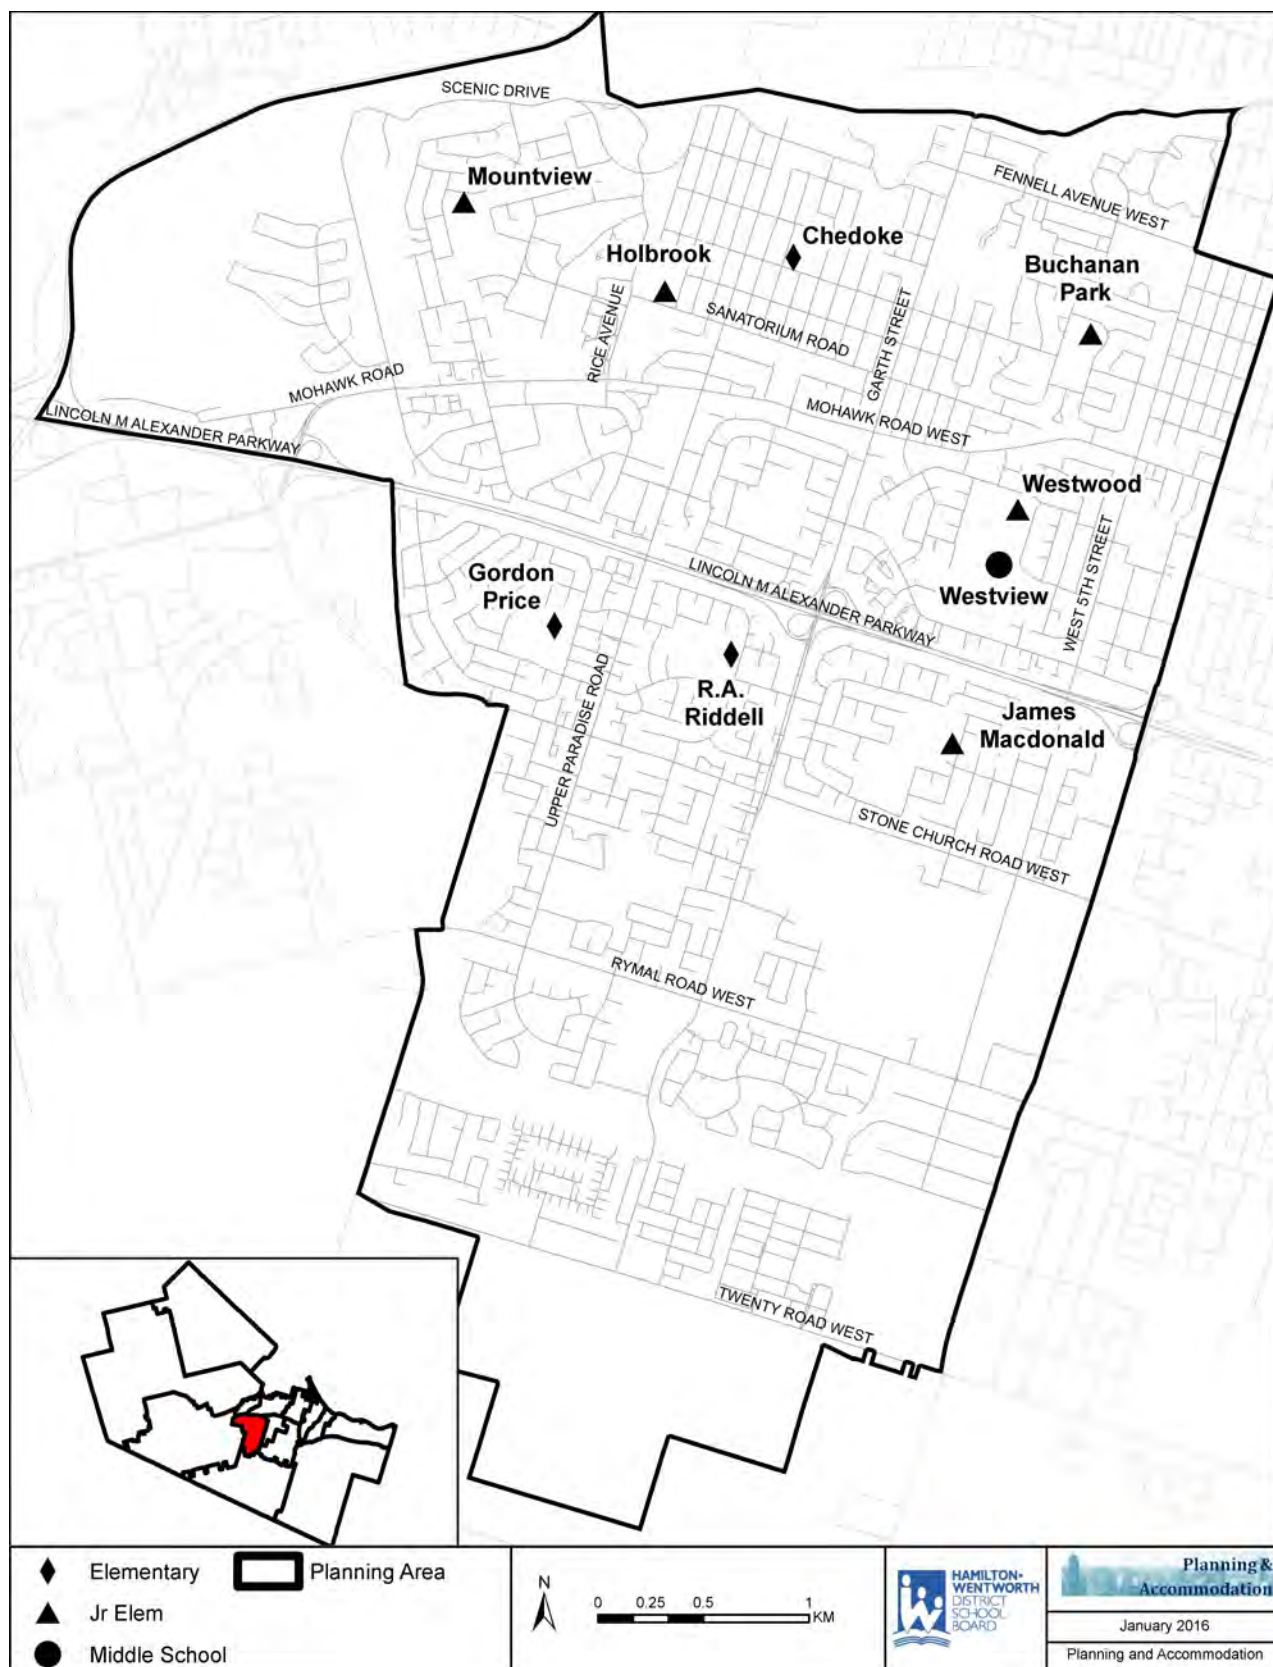 SCENIC DRIVE
Mountview
FENNELL AVENUE WEST
Chedoke
Holbrook
Buchanan
Park
RICE AVENUE
SANATORIUM ROAD
GARTH STREET
MOHAWK ROAD
MOHAWK ROAD WEST
LINCOLN M ALEXANDER PARKWAY
Westwood
WEST 5TH STREET
Gordon
Price
LINCOLN M ALEXANDER PARKWAY
Westview
UPPER PARADISE ROAD
R.A.
Riddell
James
Macdonald
STONE CHURCH ROAD WEST
RYMAL ROAD WEST
TWENTY ROAD WEST
Elementary
Planning Area
Jr Elem
Middle School
N
0 0.25 0.5 1
KM
HAMILTON-
WENTWORTH
DISTRICT
SCHOOL
BOARD
Planning &
Accommodation
January 2016
Planning and Accommodation